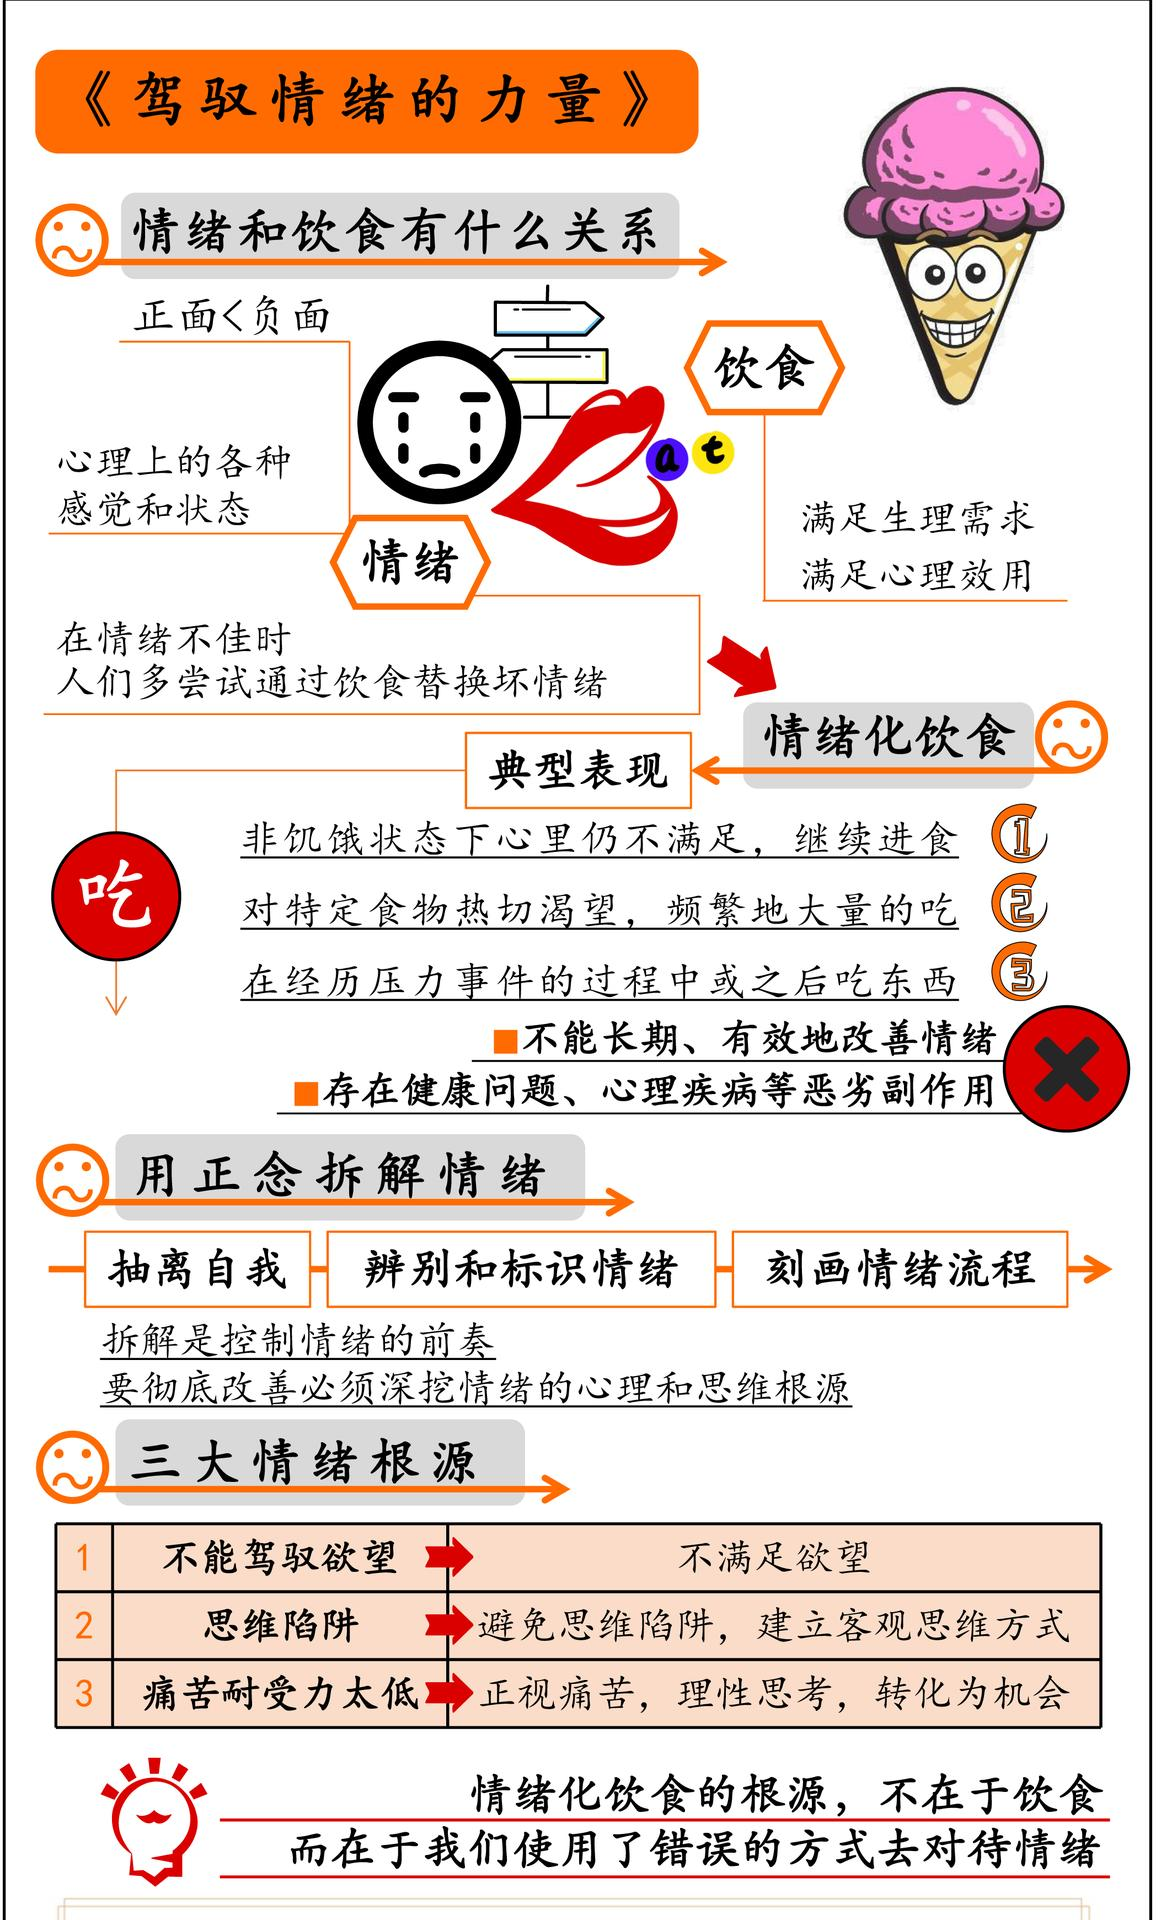 《驾驭情绪的力量》
情绪和饮食有什么关系
正面<负面
心理上的各种
感觉和状态
情绪
at
饮食
满足生理需求
满足心理效用
在情绪不佳时
人们多尝试通过饮食替换坏情绪
情绪化饮食
典型表现
吃
非饥饿状态下心里仍不满足，继续进食 1
对特定食物热切渴望，频繁地大量的吃 2
在经历压力事件的过程中或之后吃东西 3
不能长期、有效地改善情绪
存在健康问题、心理疾病等恶劣副作用
用正念拆解情绪
抽离自我 辨别和标识情绪 刻画情绪流程
拆解是控制情绪的前奏
要彻底改善必须深挖情绪的心理和思维根源
三大情绪根源
1 不能驾驭欲望 不满足欲望
2 思维陷阱 避免思维陷阱，建立客观思维方式
3 痛苦耐受力太低 正视痛苦，理性思考，转化为机会
情绪化饮食的根源，不在于饮食
而在于我们使用了错误的方式去对待情绪